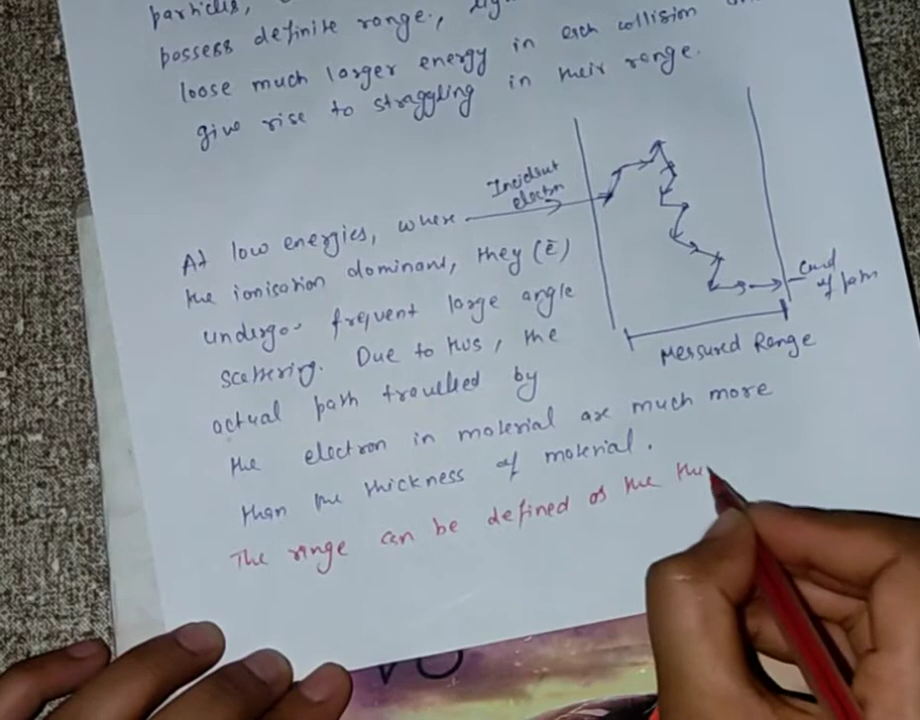 particles,
possess definite range.,
loose much larger energy in each collision
give rise to straggling in their range.
Incident
electron
At low energies, where
the ionisation dominant, they (ē)
undergo frequent large angle
scattering. Due to this, the
actual path travelled by
the electron in material are much more
than the thickness of material.
The range can be defined as the the
end
of path
Measured Range